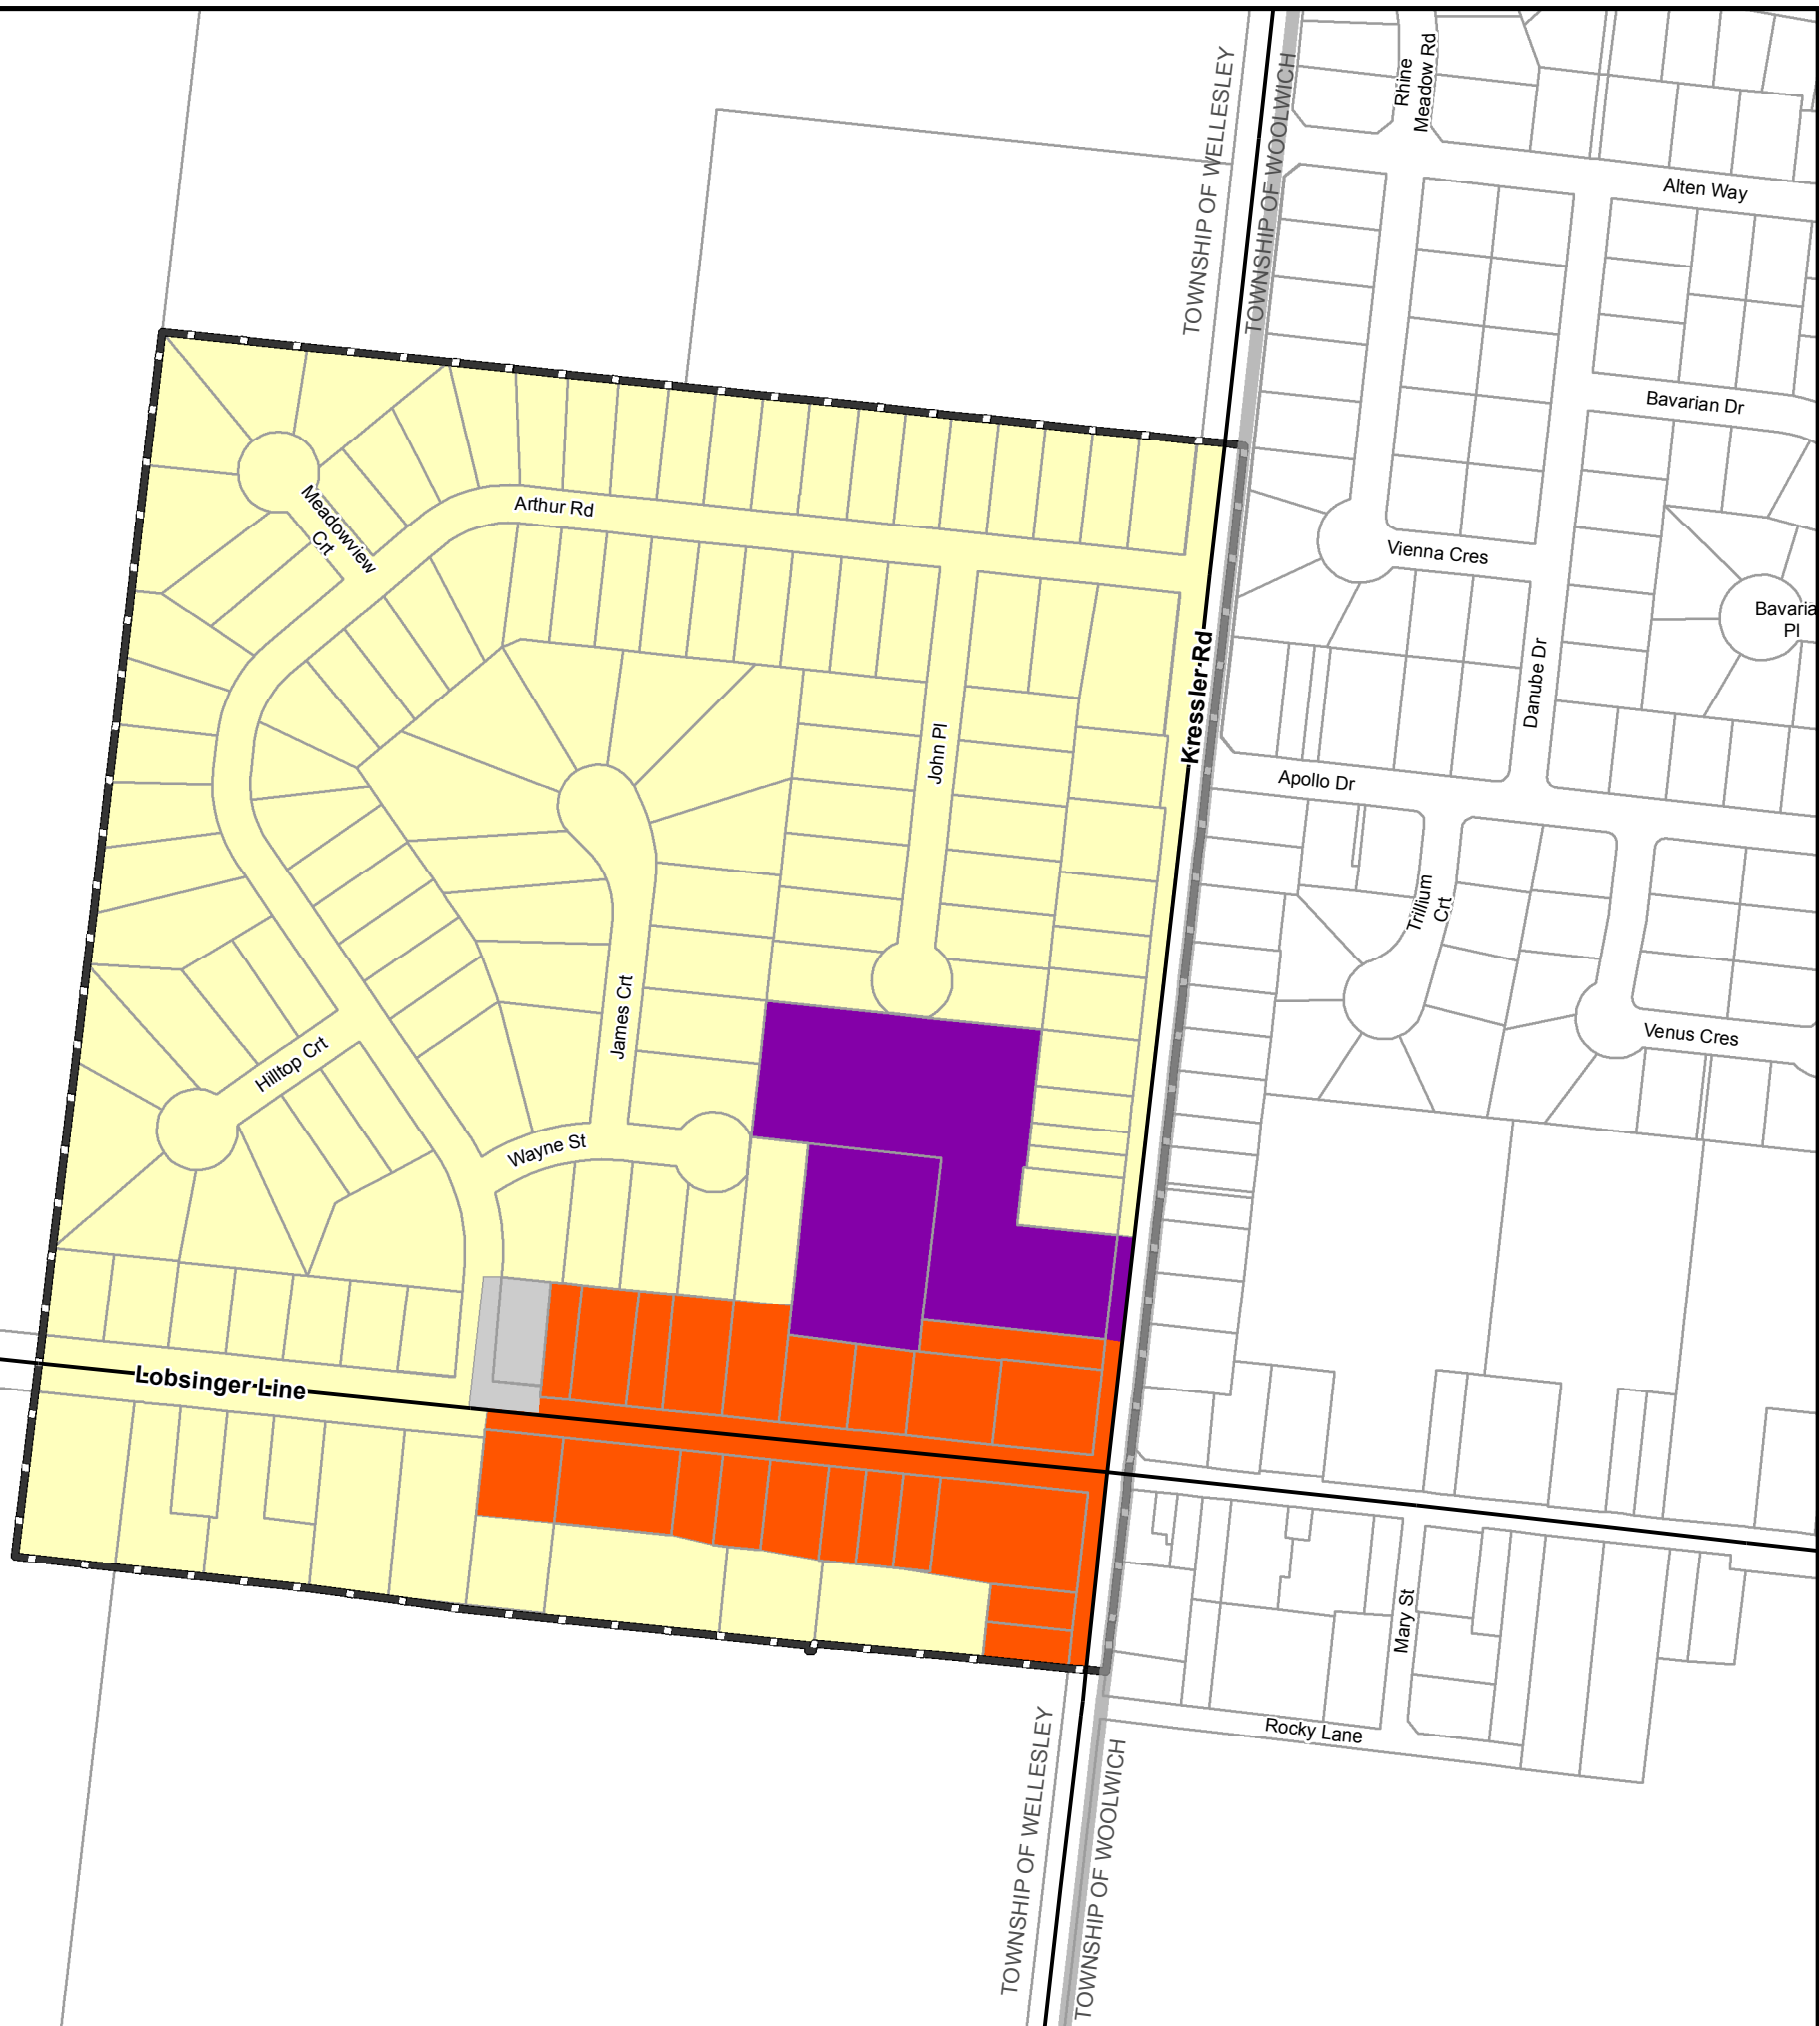 TOWNSHIP OF WELLESLEY
TOWNSHIP OF WOOLWICH
Rhine
Meadow Rd
Alten Way
Bavarian Dr
Arthur Rd
Meadowview
Crt
Vienna Cres
Bavaria
Pl
Kressler Rd
Danube Dr
John Pl
Apollo Dr
Trillium
Crt
James Crt
Venus Cres
Hilltop Crt
Wayne St
Lobsinger Line
Mary St
Rocky Lane
TOWNSHIP OF WELLESLEY
TOWNSHIP OF WOOLWICH